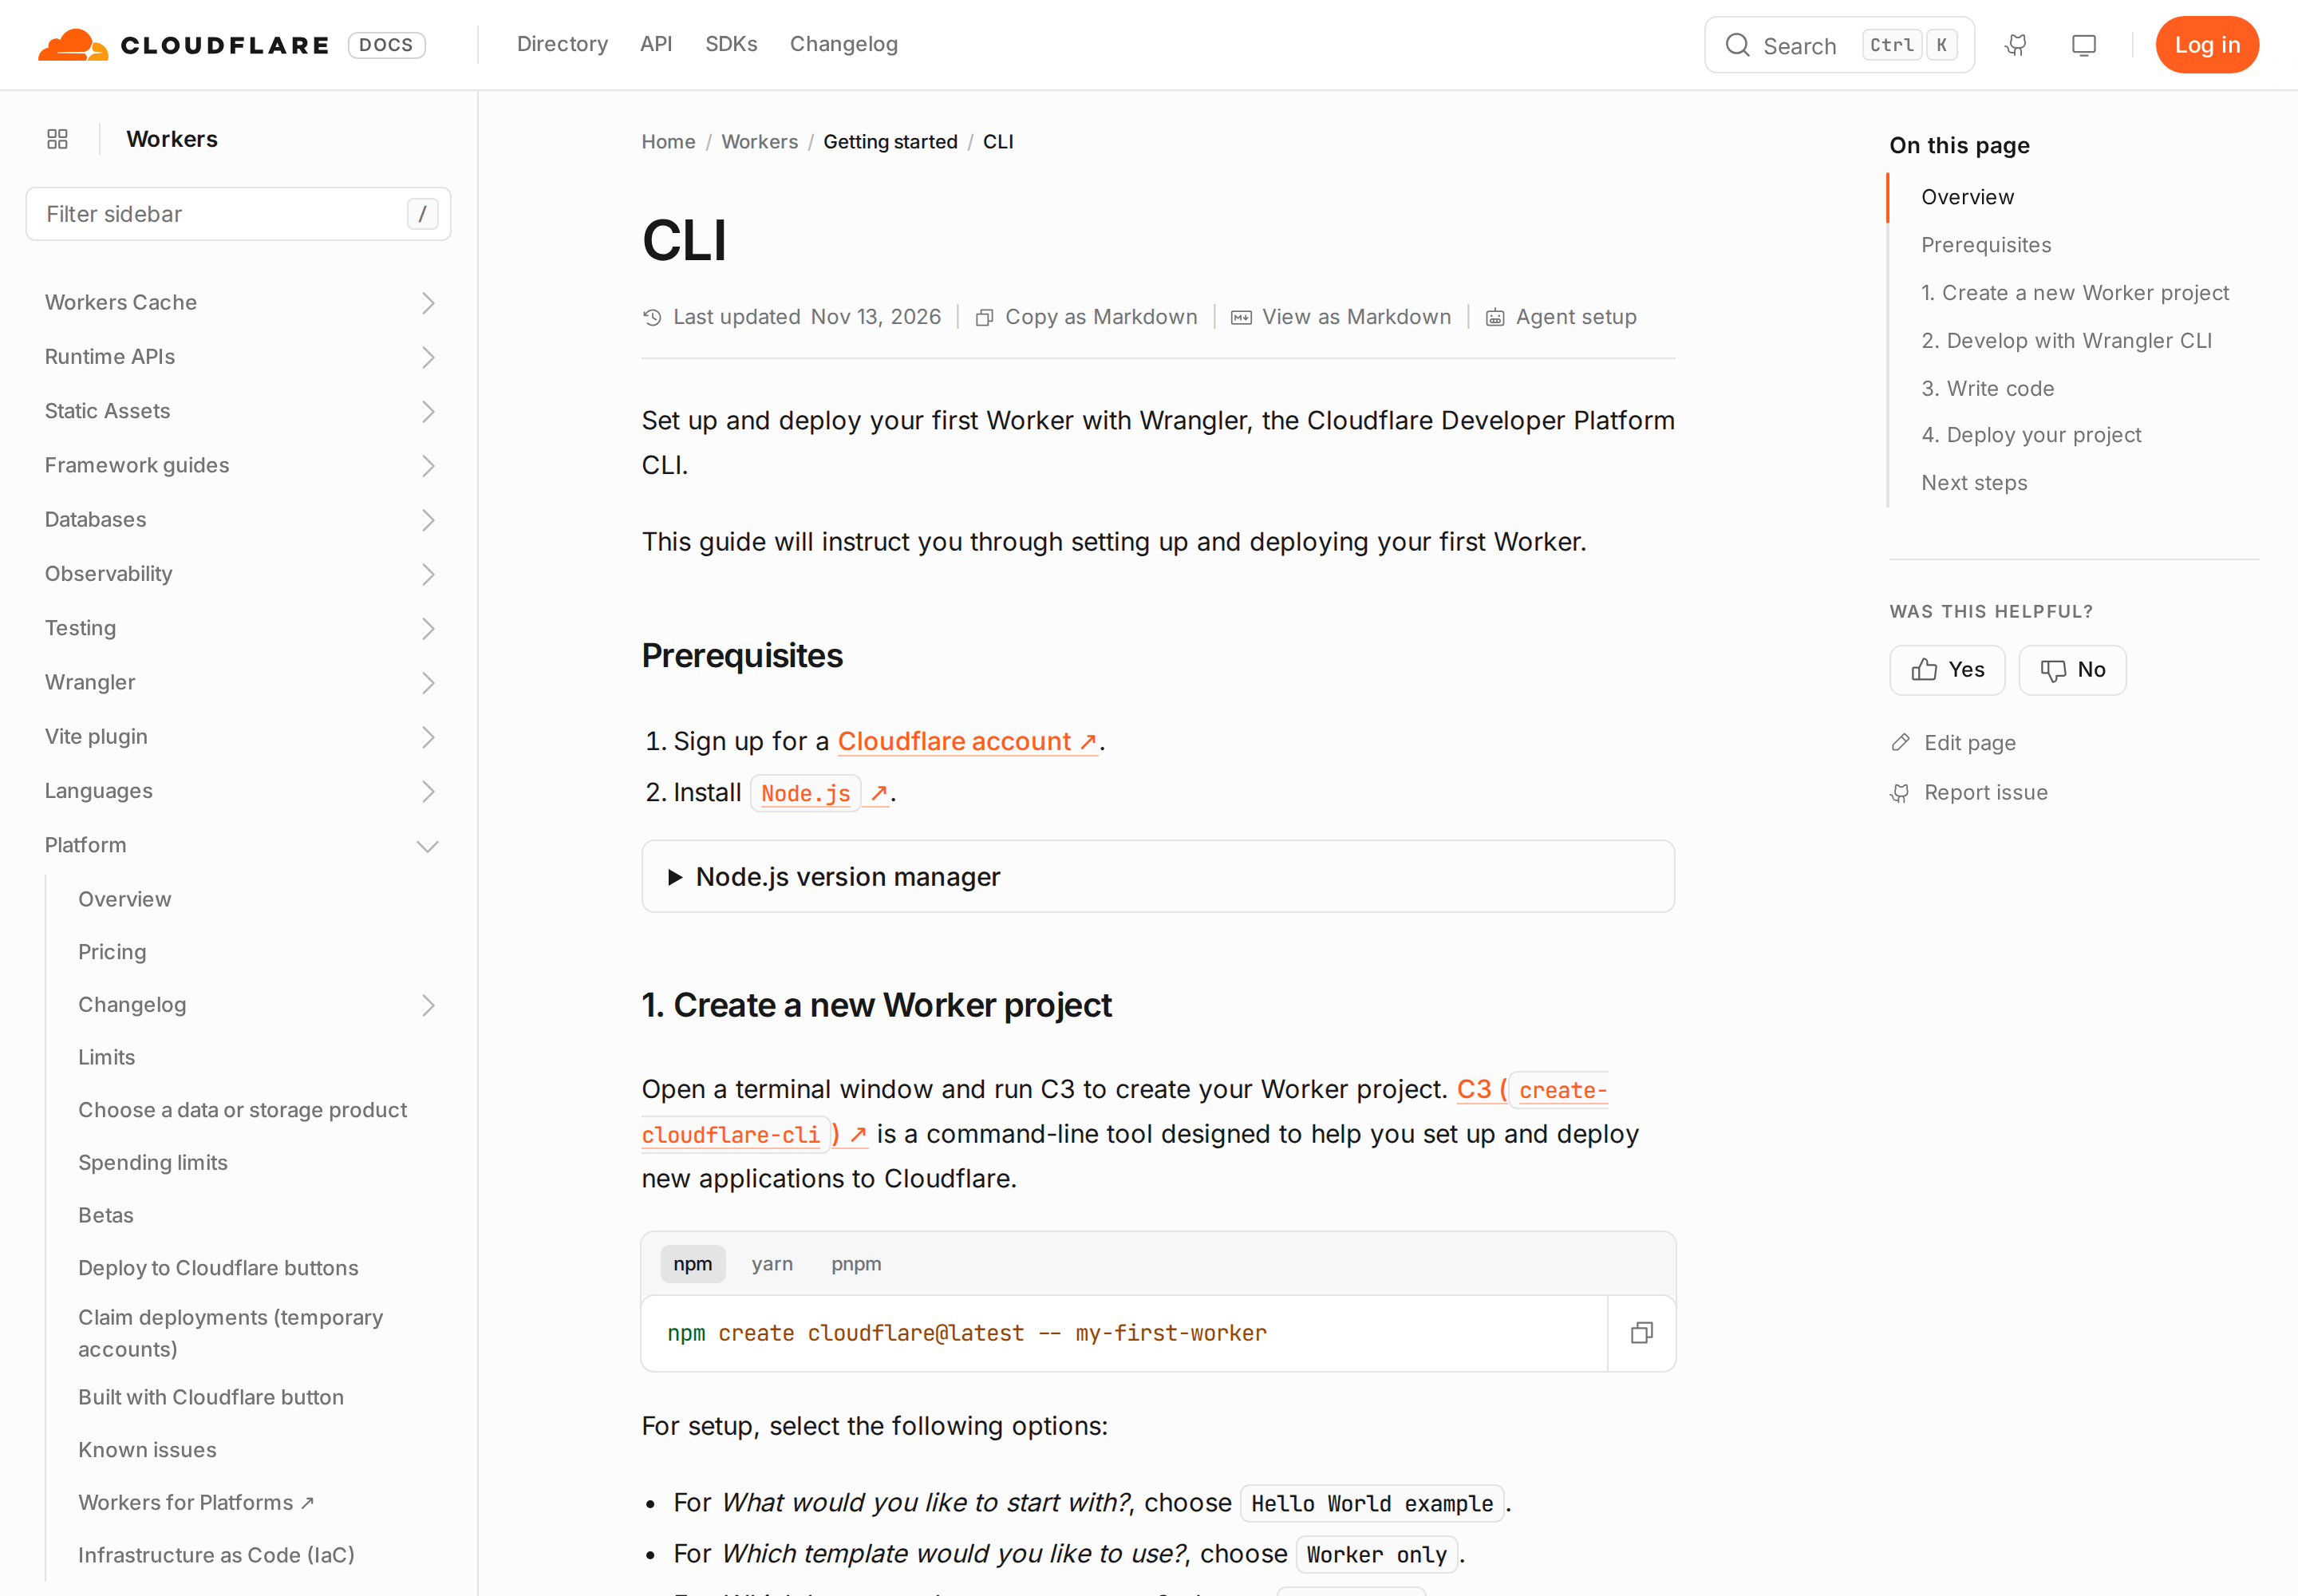 CLOUDFLARE DOCS
Directory API SDKs Changelog
Search Ctrl K
Log in
Workers
Filter sidebar /
Workers Cache
Runtime APIs
Static Assets
Framework guides
Databases
Observability
Testing
Wrangler
Vite plugin
Languages
Platform
Overview
Pricing
Changelog
Limits
Choose a data or storage product
Spending limits
Betas
Deploy to Cloudflare buttons
Claim deployments (temporary
accounts)
Built with Cloudflare button
Known issues
Workers for Platforms ↗
Infrastructure as Code (IaC)
Home / Workers / Getting started / CLI
CLI
Last updated Nov 13, 2026 Copy as Markdown View as Markdown Agent setup
Set up and deploy your first Worker with Wrangler, the Cloudflare Developer Platform
CLI.
This guide will instruct you through setting up and deploying your first Worker.
Prerequisites
1. Sign up for a Cloudflare account ↗.
2. Install Node.js ↗.
Node.js version manager
1. Create a new Worker project
Open a terminal window and run C3 to create your Worker project. C3 (create-
cloudflare-cli) ↗ is a command-line tool designed to help you set up and deploy
new applications to Cloudflare.
npm yarn pnpm
npm create cloudflare@latest -- my-first-worker
For setup, select the following options:
• For What would you like to start with?, choose Hello World example.
• For Which template would you like to use?, choose Worker only.
On this page
Overview
Prerequisites
1. Create a new Worker project
2. Develop with Wrangler CLI
3. Write code
4. Deploy your project
Next steps
WAS THIS HELPFUL?
Yes No
Edit page
Report issue